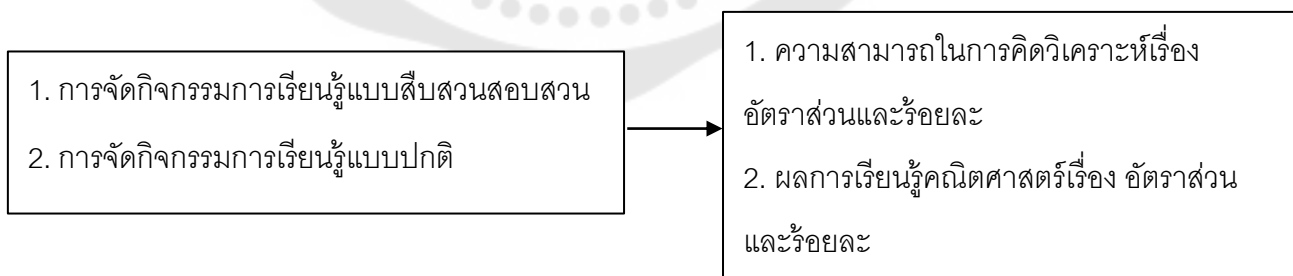 1. การจัดกิจกรรมการเรียนรู้แบบสืบสวนสอบสวน
2. การจัดกิจกรรมการเรียนรู้แบบปกติ
1. ความสามารถในการคิดวิเคราะห์เรื่อง
อัตราส่วนและร้อยละ
2. ผลการเรียนรู้คณิตศาสตร์เรื่อง อัตราส่วน
และร้อยละ